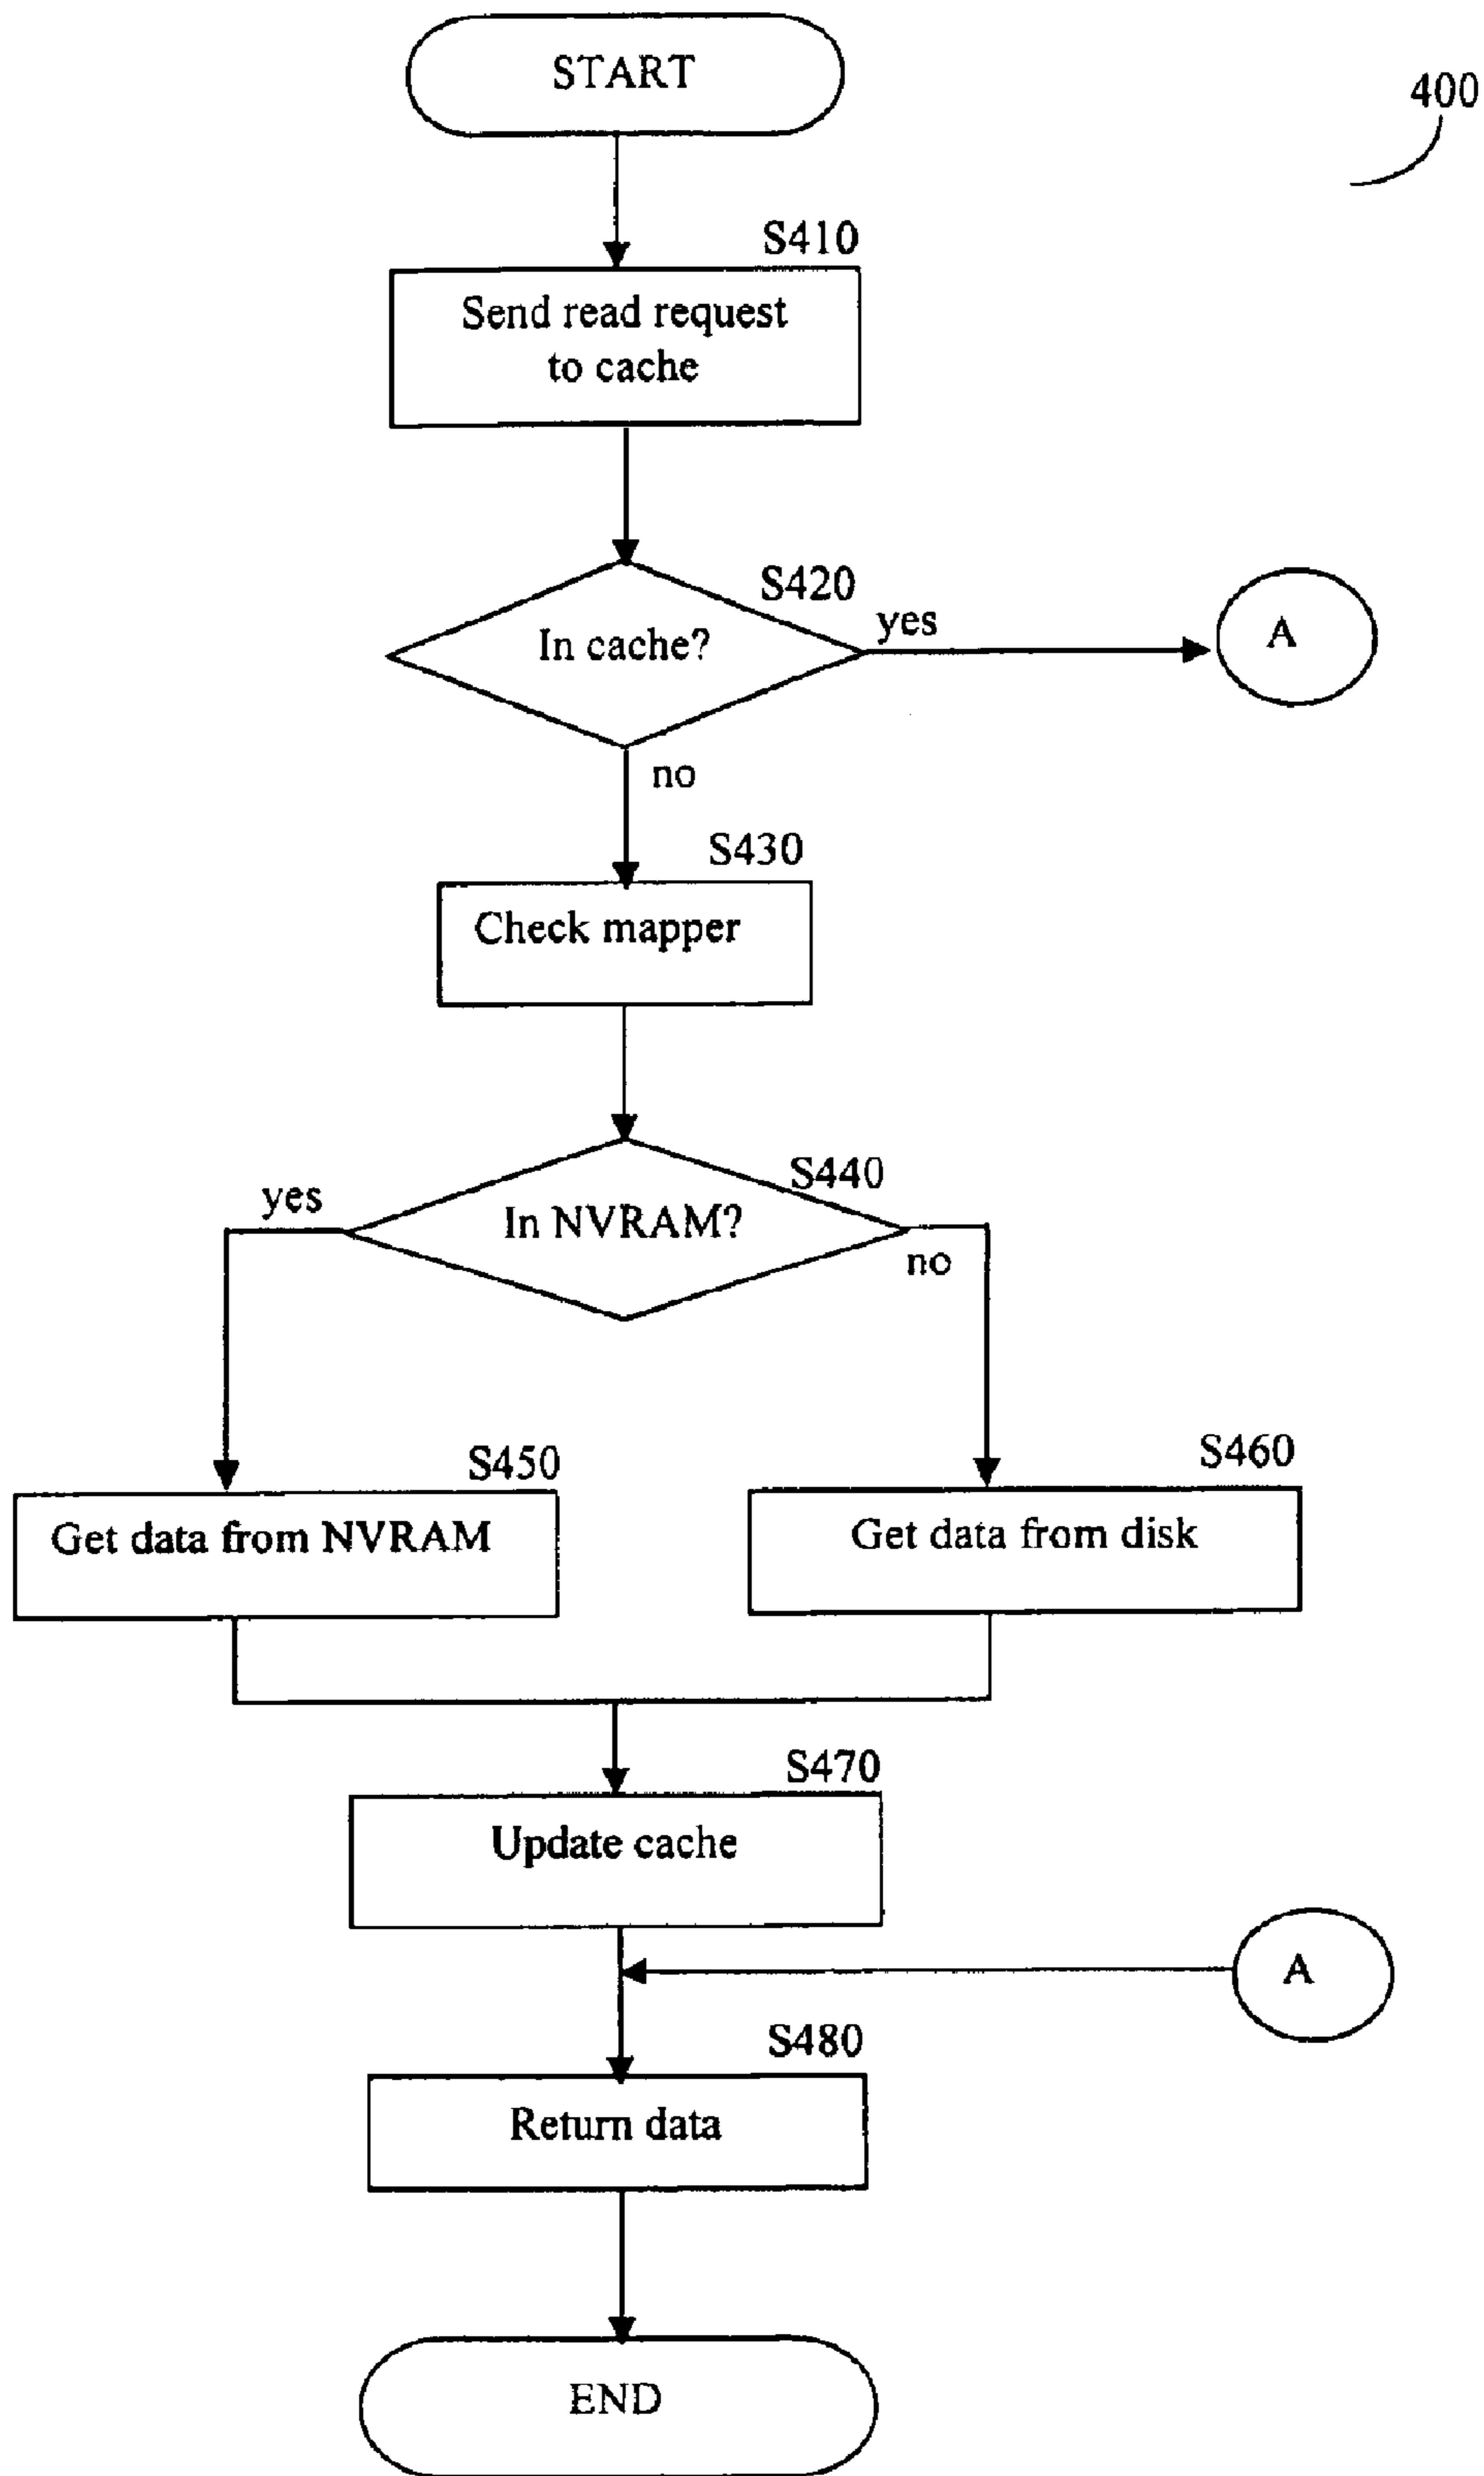 START
400
S410
Send read request
to cache
S420
In cache?
yes
A
no
S430
Check mapper
S440
In NVRAM?
yes
no
S450
Get data from NVRAM
S460
Get data from disk
S470
Update cache
A
S480
Return data
END